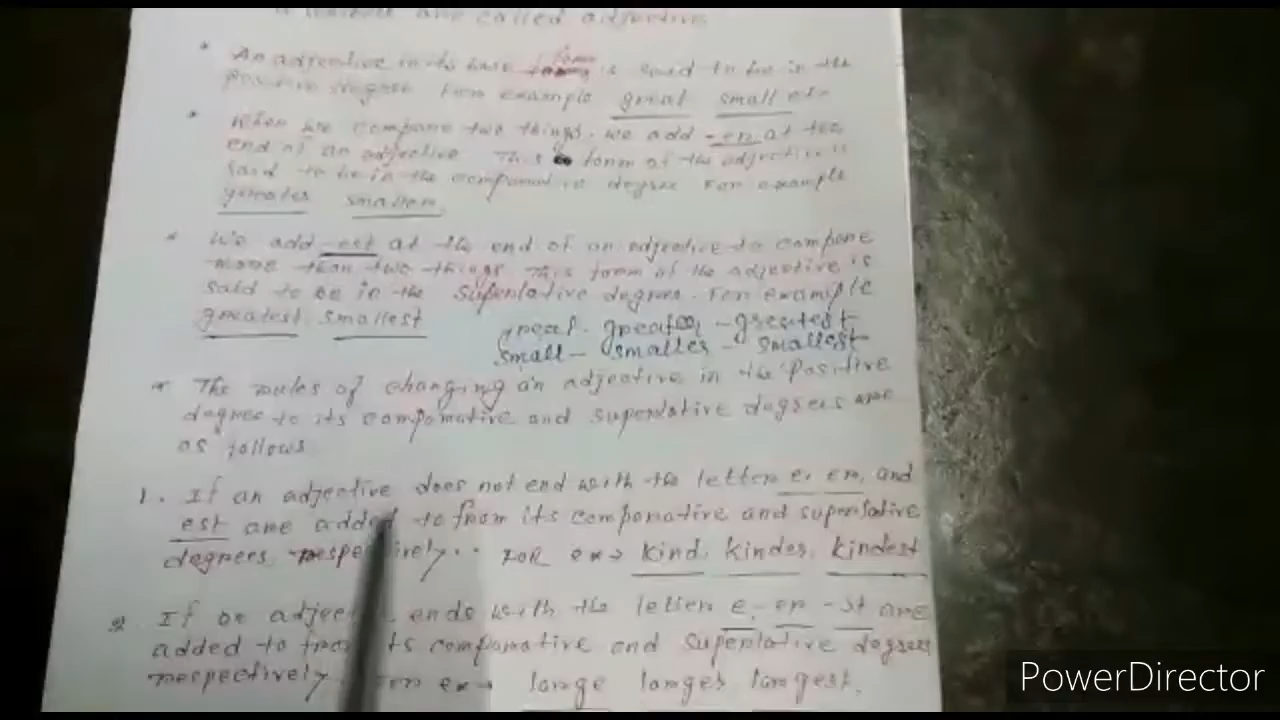 a number are called adjective
* An adjective in its base form is said to be in the
positive degree For example great small etc
* When we compare two things, we add -er at the
end of an adjective This form of the adjective is
said to be in the comparative degree For example
greater smaller
* We add -est at the end of an adjective to compare
more than two things. This form of the adjective is
said to be in the superlative degree. For example
greatest smallest
great- greater - greatest
small - smaller - smallest
* The rules of changing an adjective in the positive
degree to its comparative and superlative degrees are
as follows
1. If an adjective does not end with the letter e, er, and
est are added to from its comparative and superlative
degrees, respectively.. FOR ex→ kind, kinder, kindest
2. If be ends with the letter e, -er -st are
added to its comparative and superlative degrees
respectively ex→ large larger largest.
PowerDirector